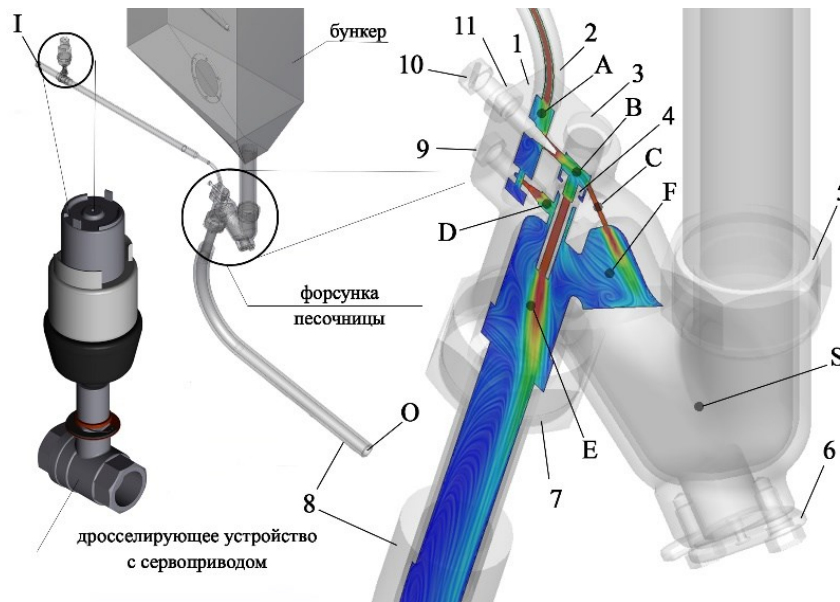 I
бункер
11
1
2
A
3
10
B
4
9
C
F
D
5
форсунка
песочницы
S
O
E
6
7
8
дросселирующее устройство
с сервоприводом